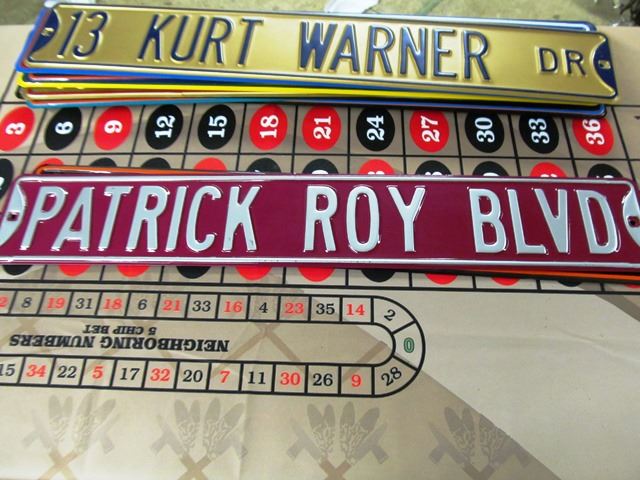 13 KURT WARNER DR
3 6 9 12 15 18 21 24 27 30 33 36
PATRICK ROY BLVD
8 19 31 18 6 21 33 16 4 23 35 14 2
0
NEIGHBORING NUMBERS
5 CHIP BET
15 34 22 5 17 32 20 7 11 30 26 9 28